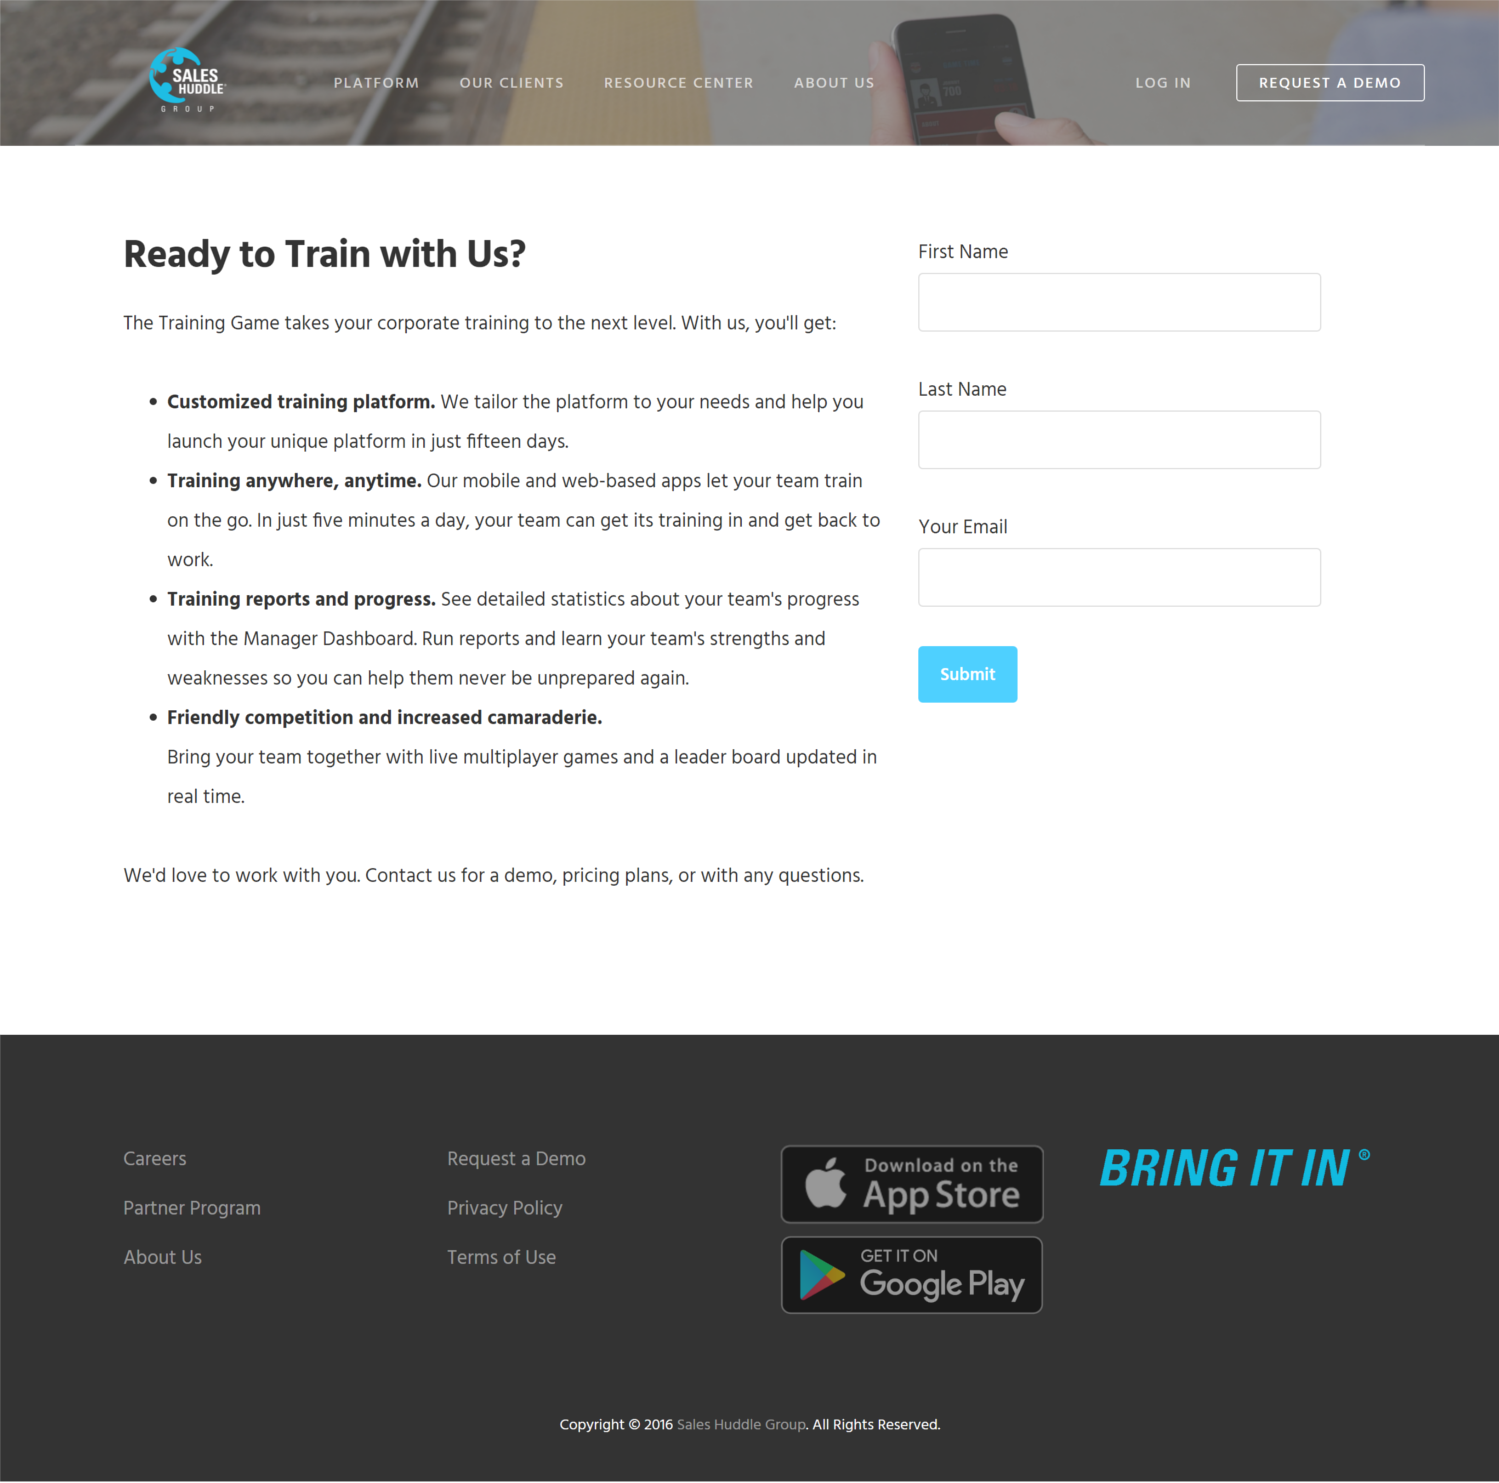 SALES
HUDDLE
GROUP
PLATFORM
OUR CLIENTS
RESOURCE CENTER
ABOUT US
LOG IN
REQUEST A DEMO
Ready to Train with Us?
The Training Game takes your corporate training to the next level. With us, you'll get:
• Customized training platform. We tailor the platform to your needs and help you
launch your unique platform in just fifteen days.
• Training anywhere, anytime. Our mobile and web-based apps let your team train
on the go. In just five minutes a day, your team can get its training in and get back to
work.
• Training reports and progress. See detailed statistics about your team's progress
with the Manager Dashboard. Run reports and learn your team's strengths and
weaknesses so you can help them never be unprepared again.
• Friendly competition and increased camaraderie.
Bring your team together with live multiplayer games and a leader board updated in
real time.
We'd love to work with you. Contact us for a demo, pricing plans, or with any questions.
First Name
Last Name
Your Email
Submit
Careers
Partner Program
About Us
Request a Demo
Privacy Policy
Terms of Use
Download on the
App Store
GET IT ON
Google Play
BRING IT IN ®
Copyright © 2016 Sales Huddle Group. All Rights Reserved.